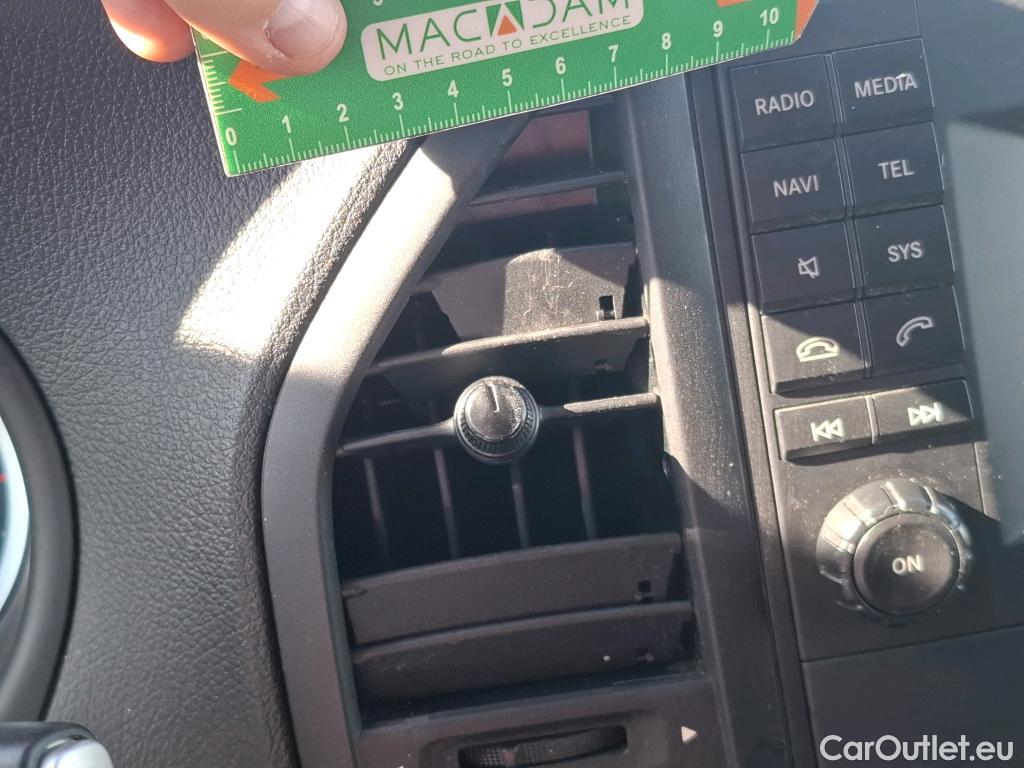 MACADAM
ON THE ROAD TO EXCELLENCE
0 1 2 3 4 5 6 7 8 9 10
RADIO MEDIA
NAVI TEL
SYS
ON
CarOutlet.eu